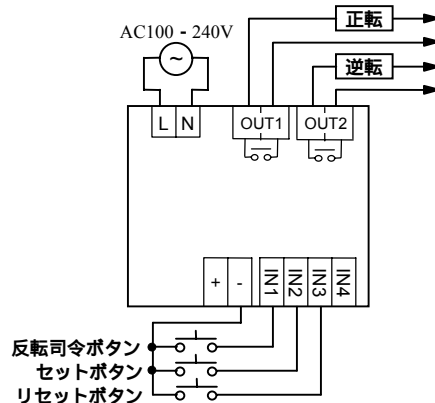 正転
AC100 - 240V
逆転
~
L N OUT1 OUT2
+ - IN1 IN2 IN3 IN4
反転司令ボタン
セットボタン
リセットボタン